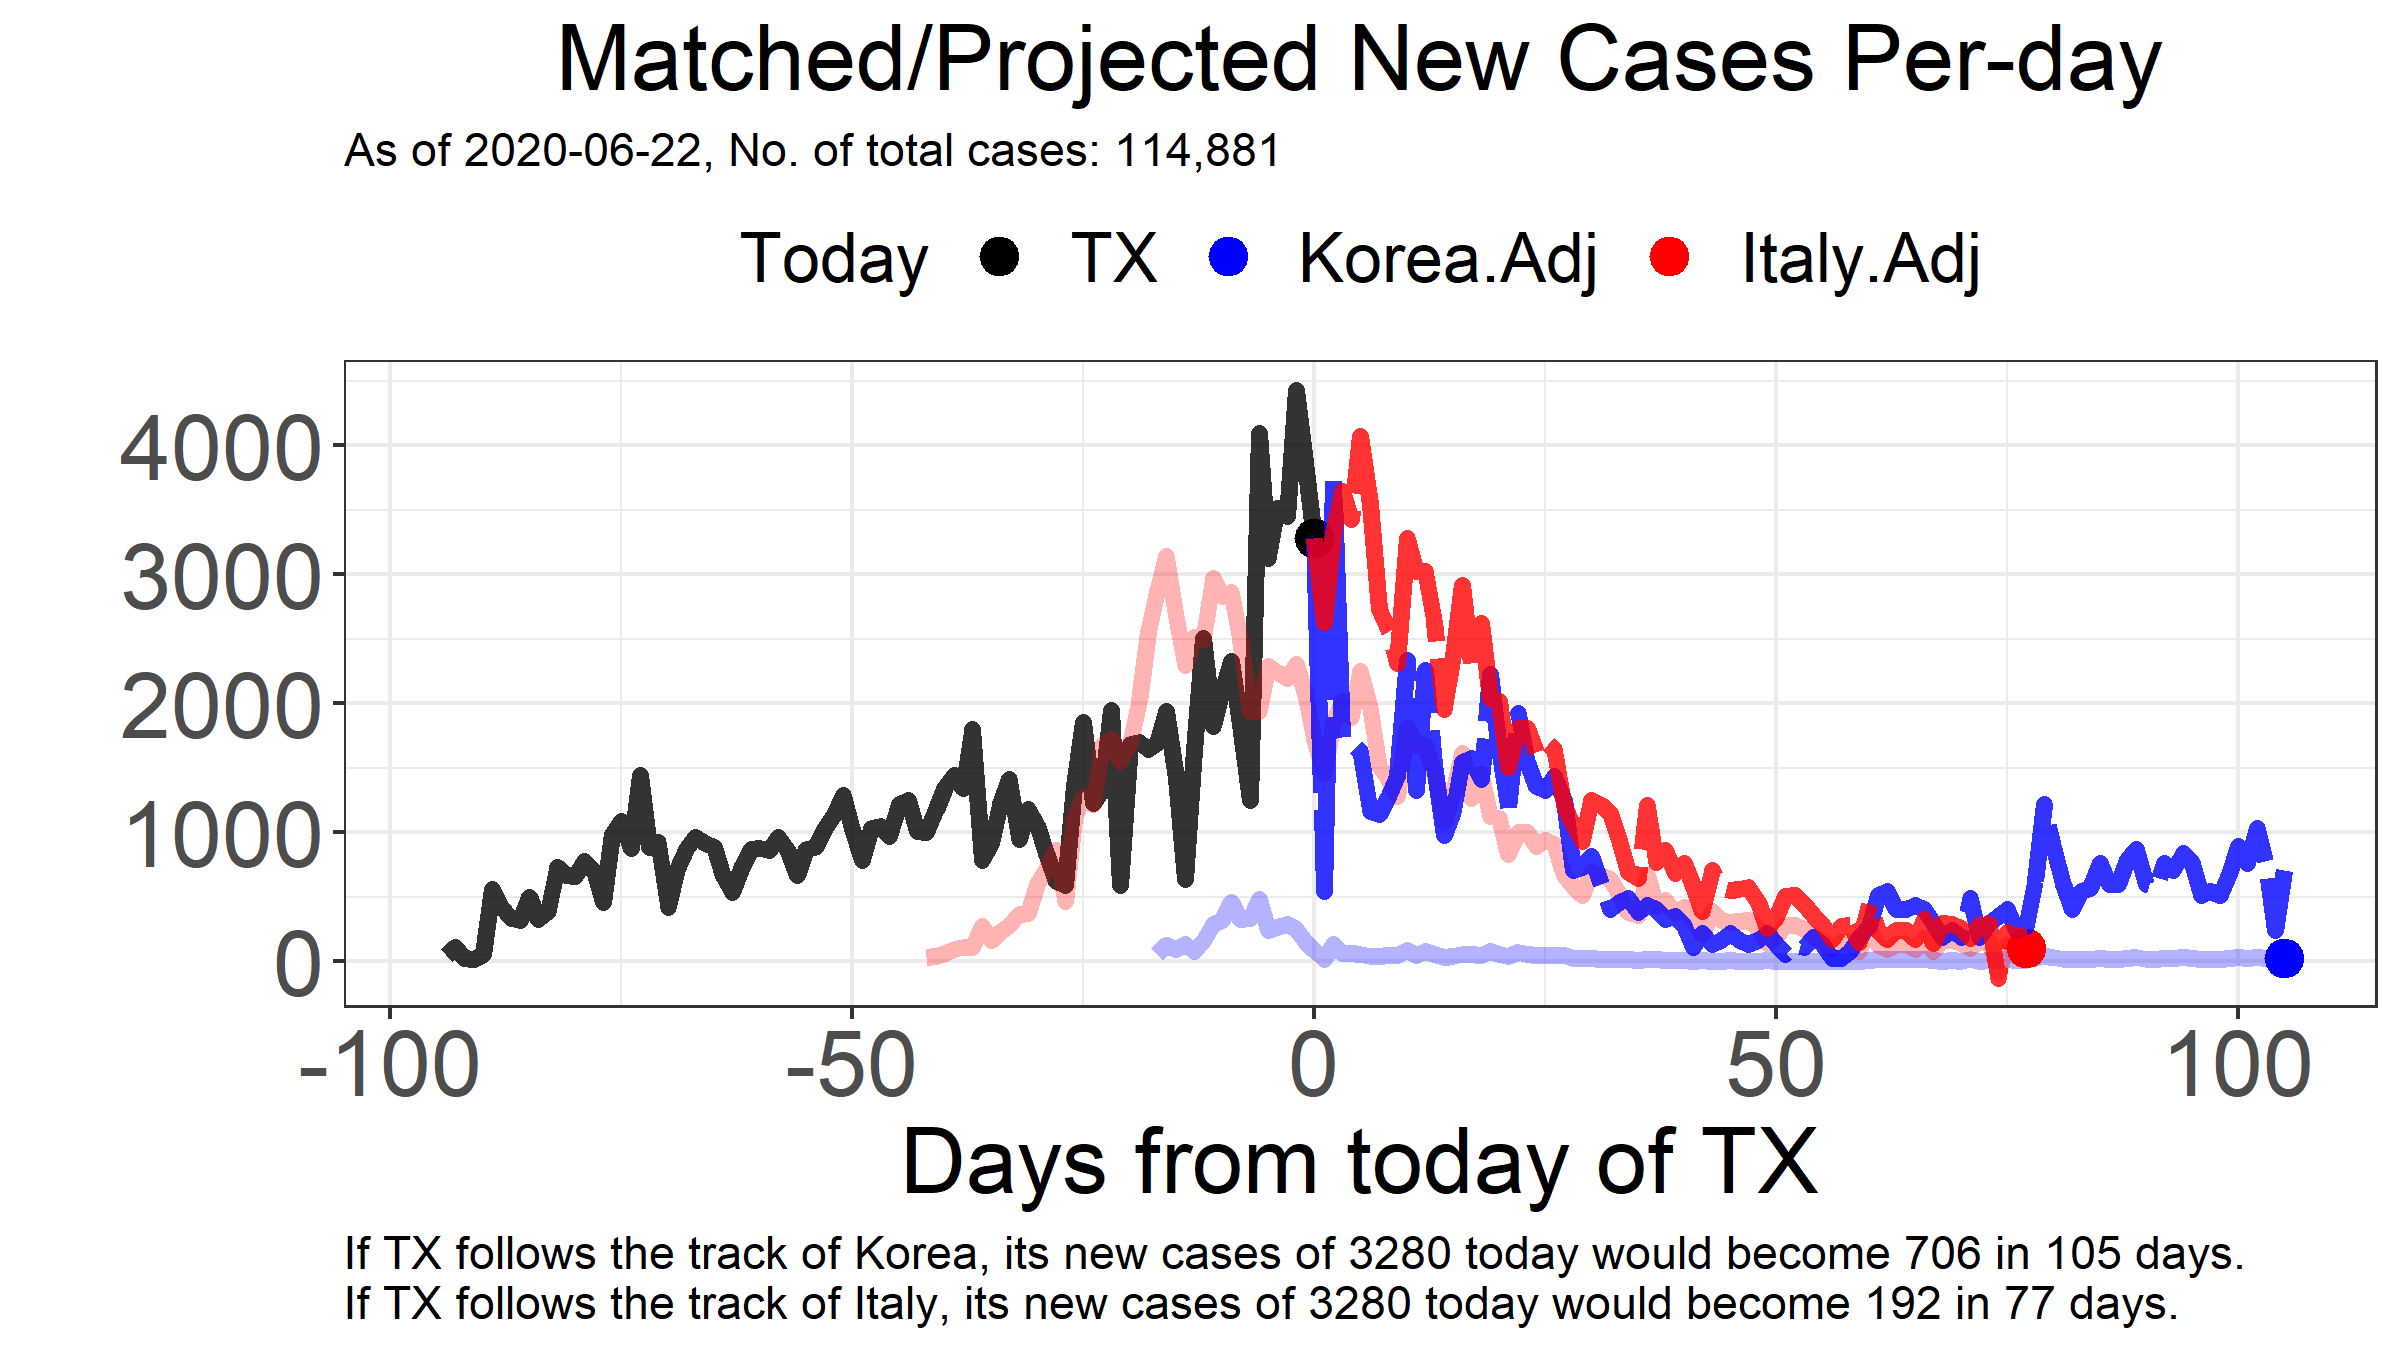 Matched/Projected New Cases Per-day
As of 2020-06-22, No. of total cases: 114,881
Today TX Korea.Adj Italy.Adj
4000
3000
2000
1000
0
-100 -50 0 50 100
Days from today of TX
If TX follows the track of Korea, its new cases of 3280 today would become 706 in 105 days.
If TX follows the track of Italy, its new cases of 3280 today would become 192 in 77 days.